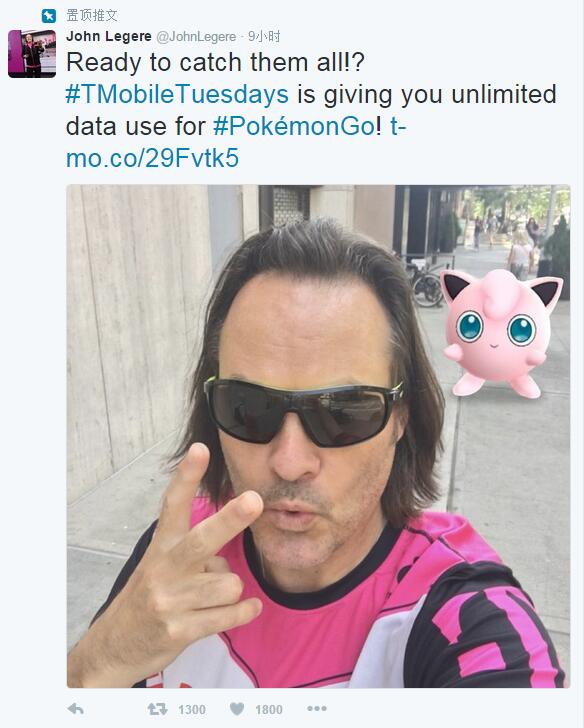 置顶推文
John Legere @JohnLegere · 9小时
Ready to catch them all!?
#TMobileTuesdays is giving you unlimited
data use for #PokémonGo! t-
mo.co/29Fvtk5
1300 1800